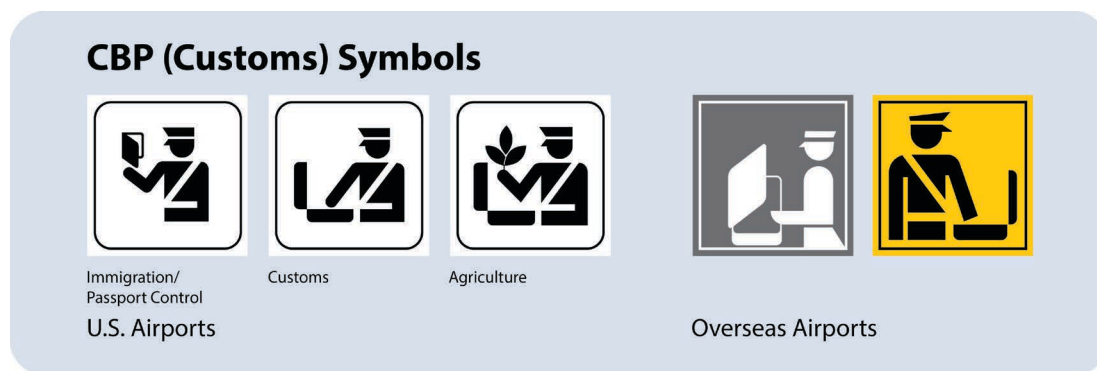 CBP (Customs) Symbols
Immigration/
Passport Control
Customs
Agriculture
U.S. Airports
Overseas Airports